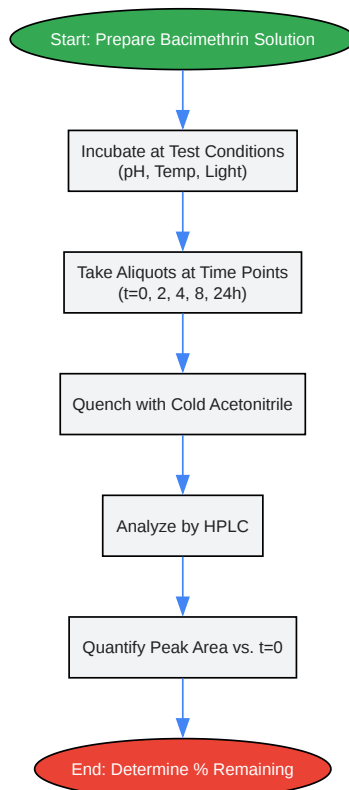 Start: Prepare Bacimethrin Solution
Incubate at Test Conditions
(pH, Temp, Light)
Take Aliquots at Time Points
(t=0, 2, 4, 8, 24h)
Quench with Cold Acetonitrile
Analyze by HPLC
Quantify Peak Area vs. t=0
End: Determine % Remaining